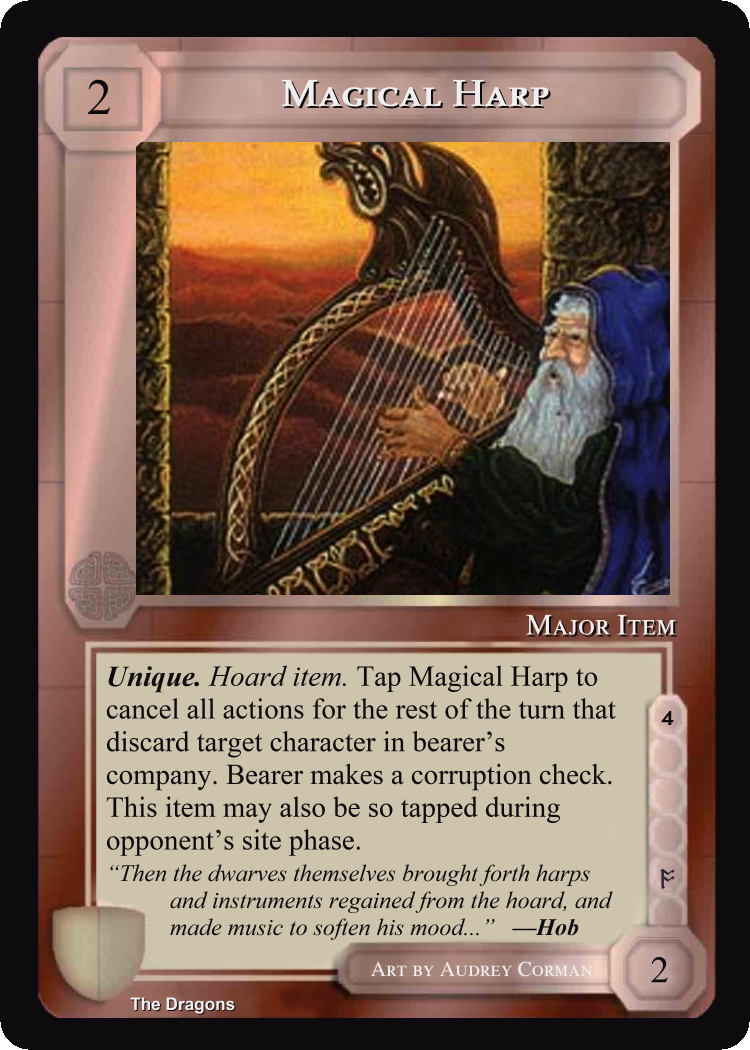 2
Magical Harp
Major Item
Unique. Hoard item. Tap Magical Harp to
cancel all actions for the rest of the turn that
discard target character in bearer's
company. Bearer makes a corruption check.
This item may also be so tapped during
opponent's site phase.
“Then the dwarves themselves brought forth harps
and instruments regained from the hoard, and
made music to soften his mood...” —Hob
4
ᚩ
Art by Audrey Corman
2
The Dragons